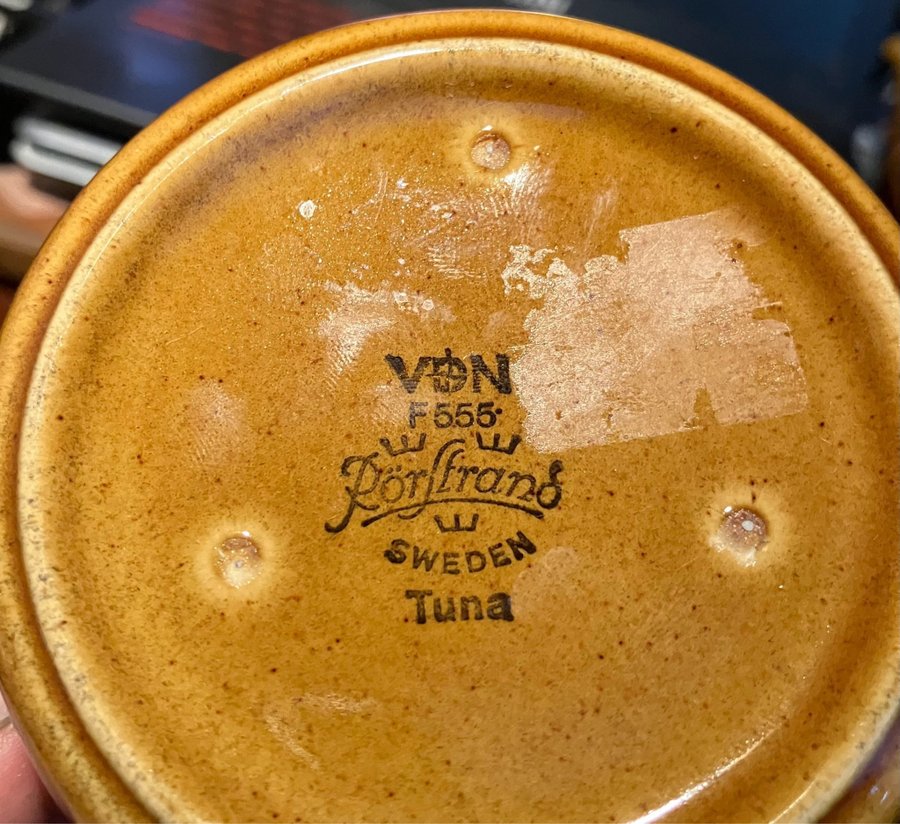 VDN
F555
Rörstrand
SWEDEN
Tuna